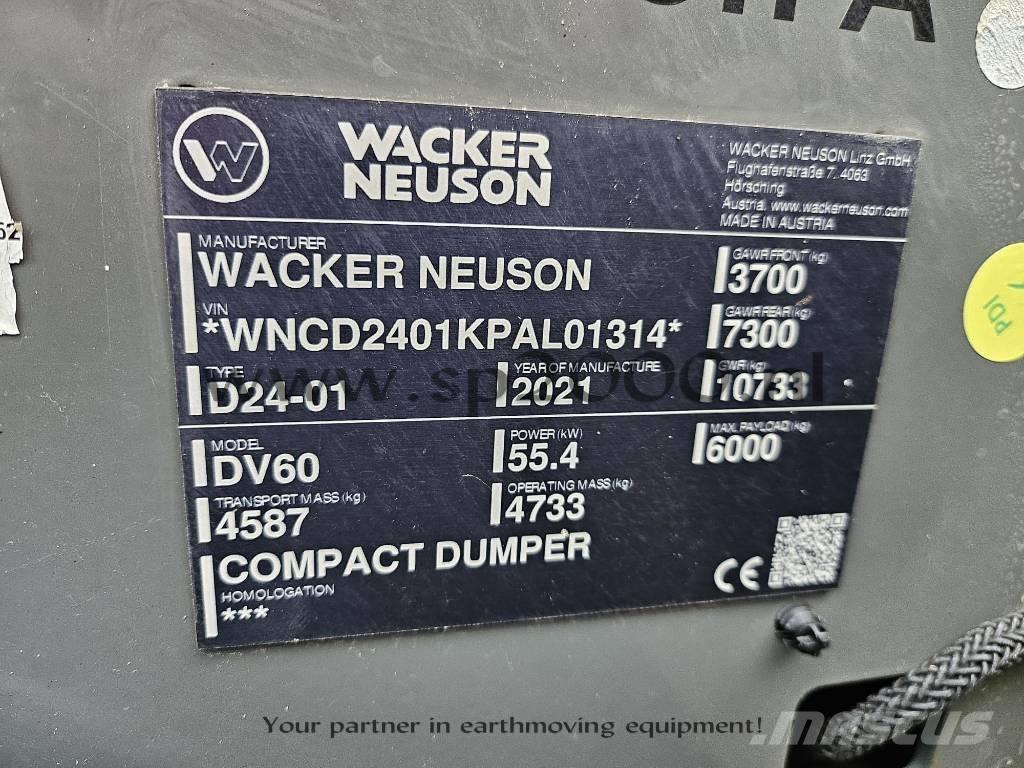 WACKER
NEUSON
WACKER NEUSON Linz GmbH
Flughafenstraße 7, 4063
Hörsching
Austria, www.wackerneuson.com
MADE IN AUSTRIA
MANUFACTURER
WACKER NEUSON
GAWR FRONT (kg)
3700
VIN
*WNCD2401KPAL01314*
GAWR REAR (kg)
7300
TYPE
D24-01
YEAR OF MANUFACTURE
2021
GWR (kg)
10733
MODEL
DV60
POWER (kW)
55.4
MAX. PAYLOAD (kg)
6000
TRANSPORT MASS (kg)
4587
OPERATING MASS (kg)
4733
COMPACT DUMPER
HOMOLOGATION
***
CE
PDI
62
Your partner in earthmoving equipment!
MASCUS